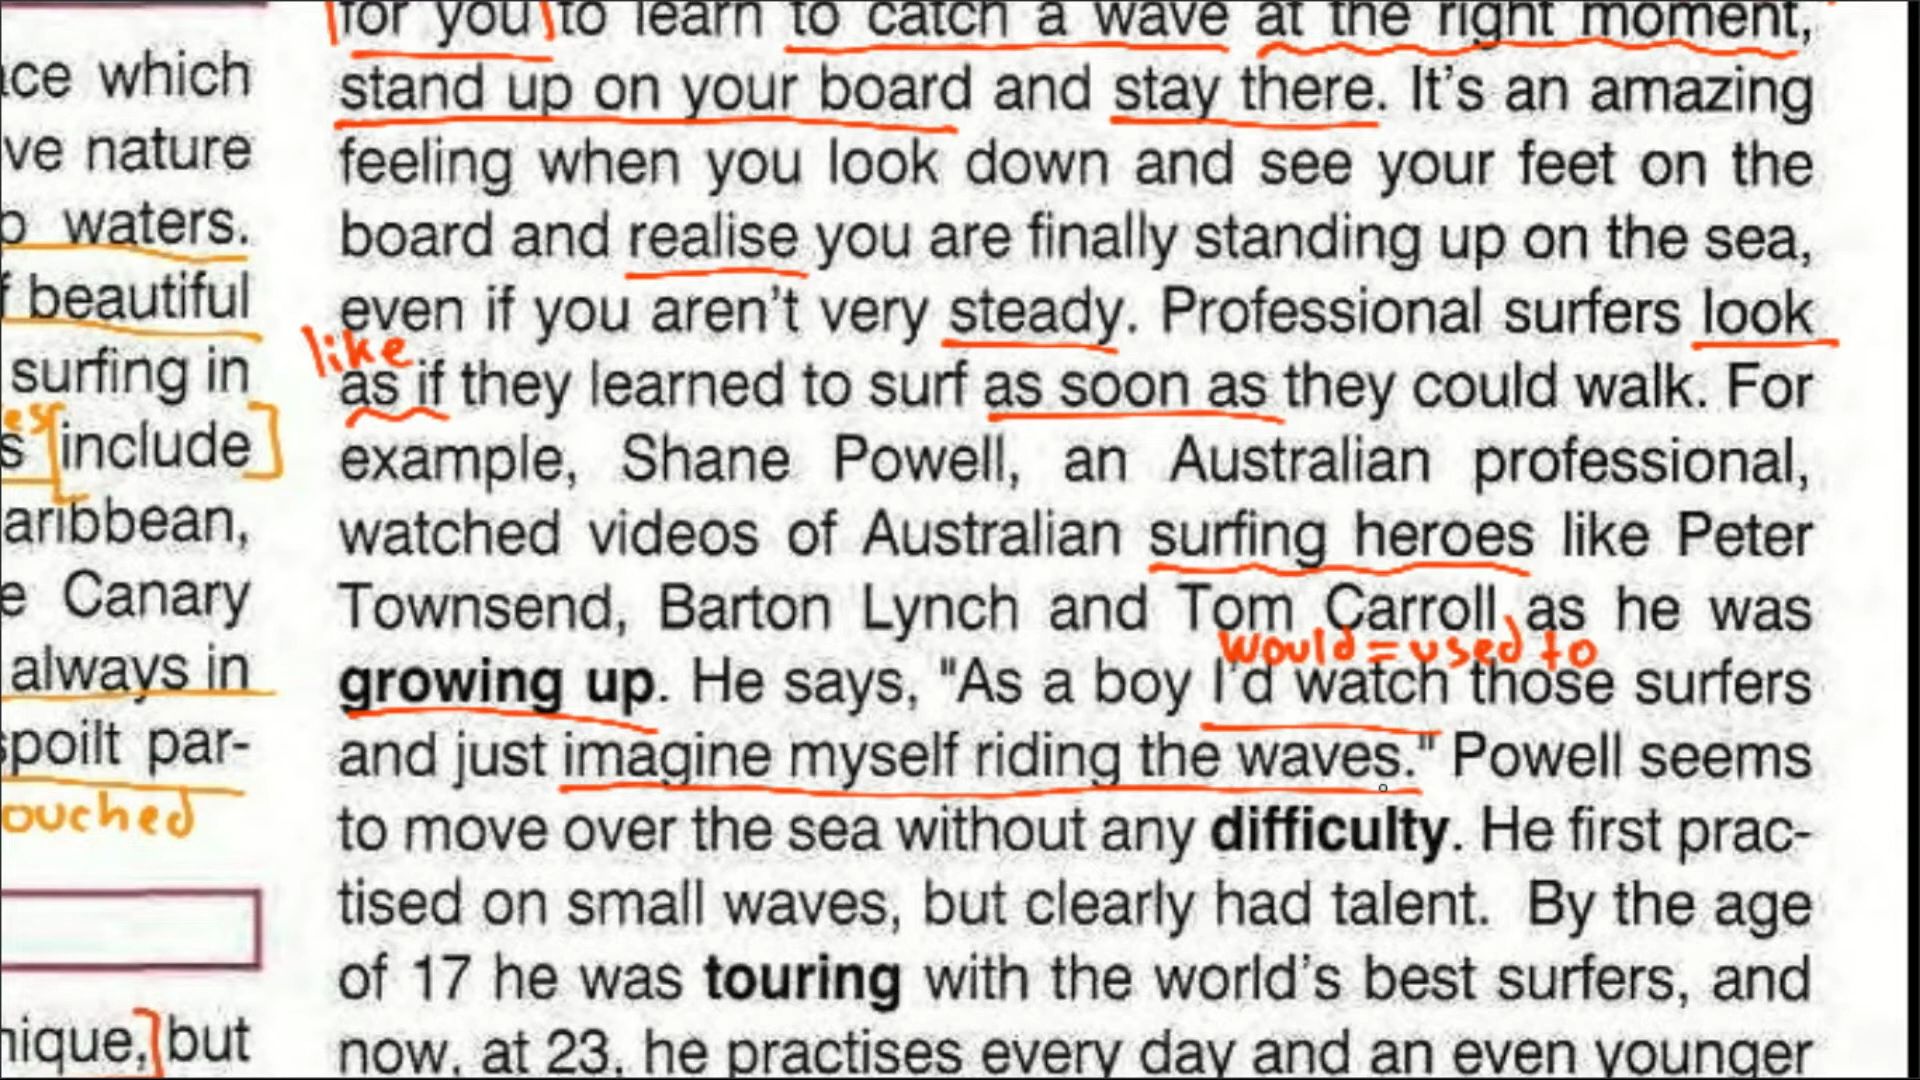 ce which
ve nature
waters.
f beautiful
surfing in
es
s [include]
aribbean,
e Canary
always in
spoilt par-
ouched
nique,] but
for you) to learn to catch a wave at the right moment,
stand up on your board and stay there. It's an amazing
feeling when you look down and see your feet on the
board and realise you are finally standing up on the sea,
even if you aren't very steady. Professional surfers look
like
as if they learned to surf as soon as they could walk. For
example, Shane Powell, an Australian professional,
watched videos of Australian surfing heroes like Peter
Townsend, Barton Lynch and Tom Carroll as he was
would = used to
growing up. He says, "As a boy I'd watch those surfers
and just imagine myself riding the waves." Powell seems
to move over the sea without any difficulty. He first prac-
tised on small waves, but clearly had talent. By the age
of 17 he was touring with the world's best surfers, and
now, at 23, he practises every day and an even younger